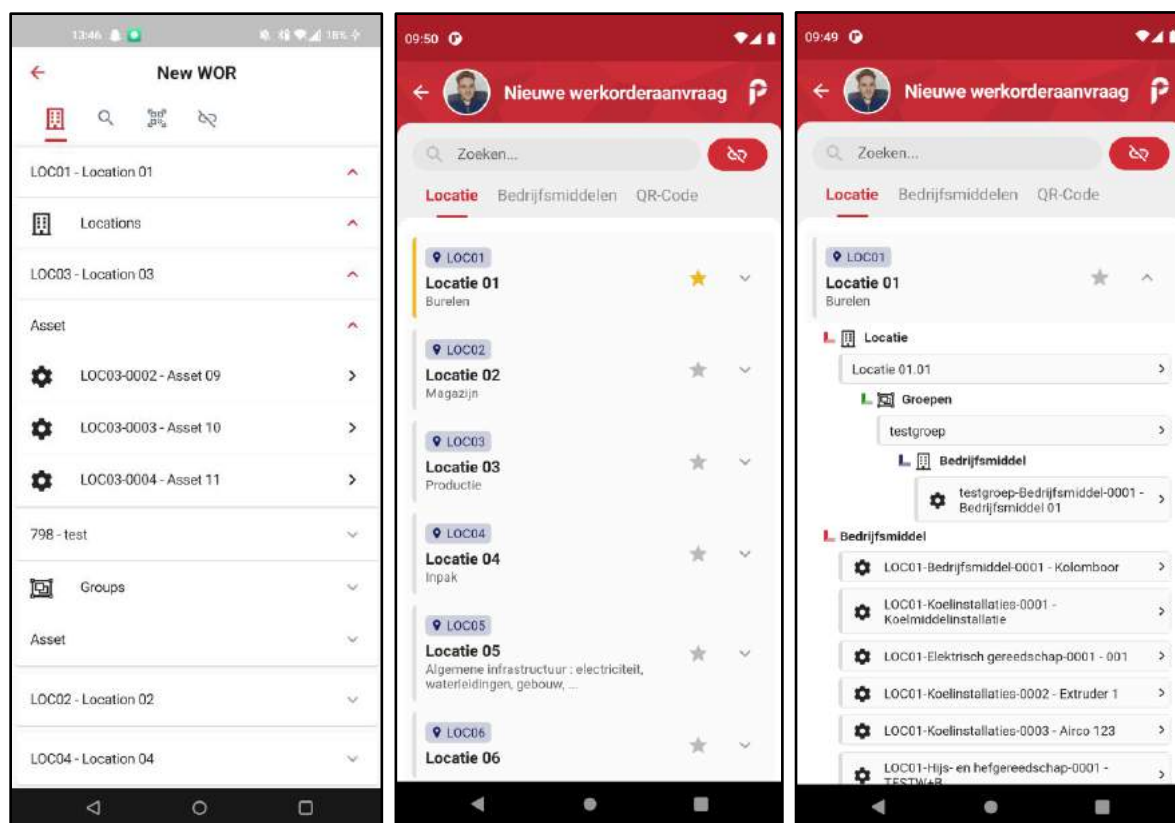 13:46
18%
New WOR
LOC01 - Location 01
Locations
LOC03 - Location 03
Asset
LOC03-0002 - Asset 09
LOC03-0003 - Asset 10
LOC03-0004 - Asset 11
798 - test
Groups
Asset
LOC02 - Location 02
LOC04 - Location 04
09:50
Nieuwe werkorderaanvraag
Zoeken...
Locatie Bedrijfsmiddelen QR-Code
LOC01
Locatie 01
Burelen
LOC02
Locatie 02
Magazijn
LOC03
Locatie 03
Productie
LOC04
Locatie 04
Inpak
LOC05
Locatie 05
Algemene infrastructuur : electriciteit,
waterleidingen, gebouw, ...
LOC06
Locatie 06
09:49
Nieuwe werkorderaanvraag
Zoeken...
Locatie Bedrijfsmiddelen QR-Code
LOC01
Locatie 01
Burelen
Locatie
Locatie 01.01
Groepen
testgroep
Bedrijfsmiddel
testgroep-Bedrijfsmiddel-0001 -
Bedrijfsmiddel 01
Bedrijfsmiddel
LOC01-Bedrijfsmiddel-0001 - Kolomboor
LOC01-Koelinstallaties-0001 -
Koelmiddelinstallatie
LOC01-Elektrisch gereedschap-0001 - 001
LOC01-Koelinstallaties-0002 - Extruder 1
LOC01-Koelinstallaties-0003 - Airco 123
LOC01-Hijs- en hefgereedschap-0001 -
TESTW+B